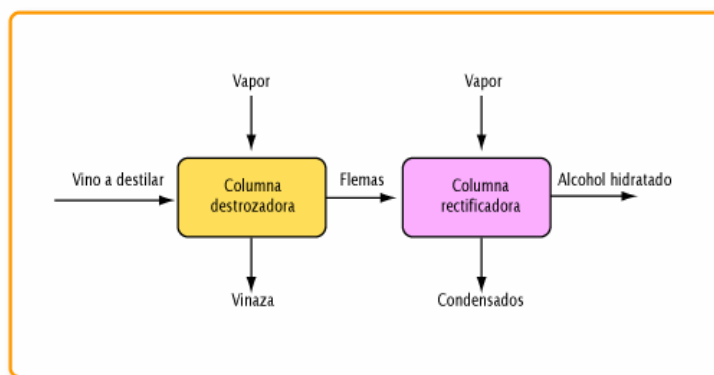 Vapor
Vapor
Vino a destilar
Columna
destrozadora
Flemas
Columna
rectificadora
Alcohol hidratado
Vinaza
Condensados